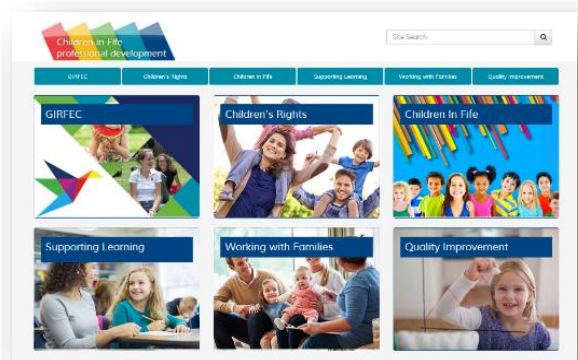 Children in Fife
professional development
Site Search
GIRFEC
Children's Rights
Children in Fife
Supporting Learning
Working with Families
Quality Improvement
GIRFEC
Children's Rights
Children In Fife
Supporting Learning
Working with Families
Quality Improvement